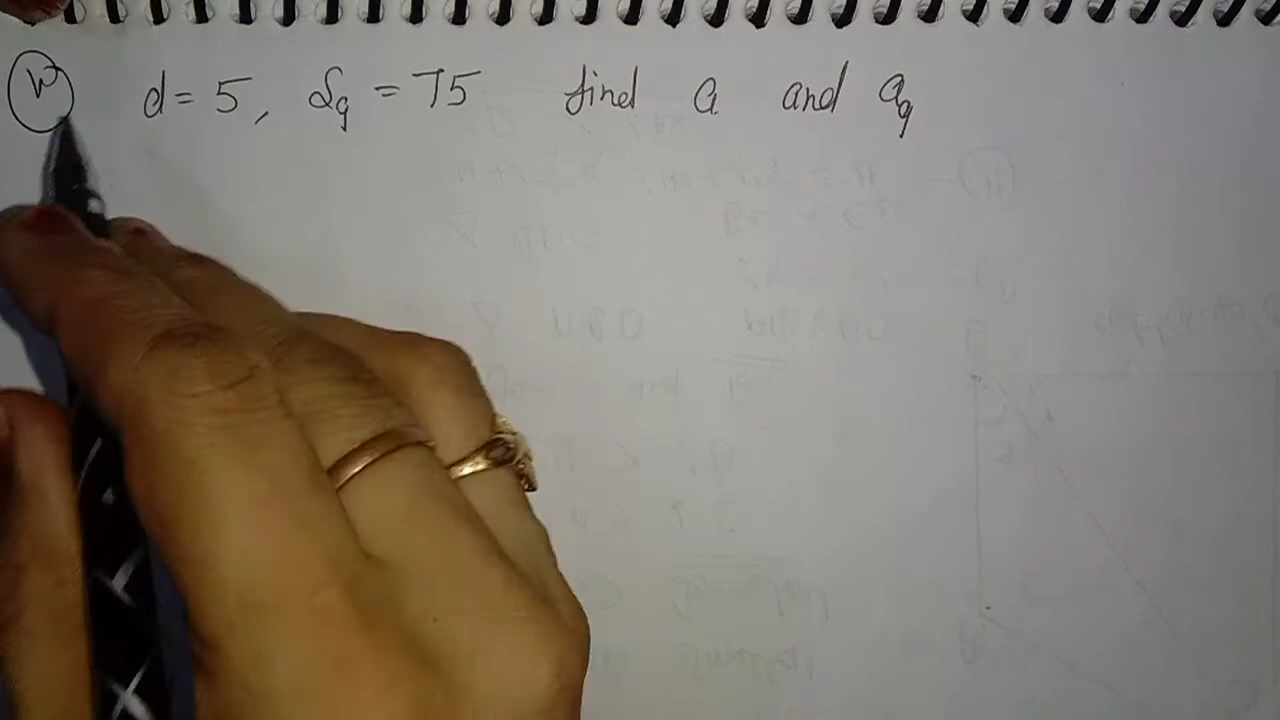 (v) d = 5, S₉ = 75 find a and a₉